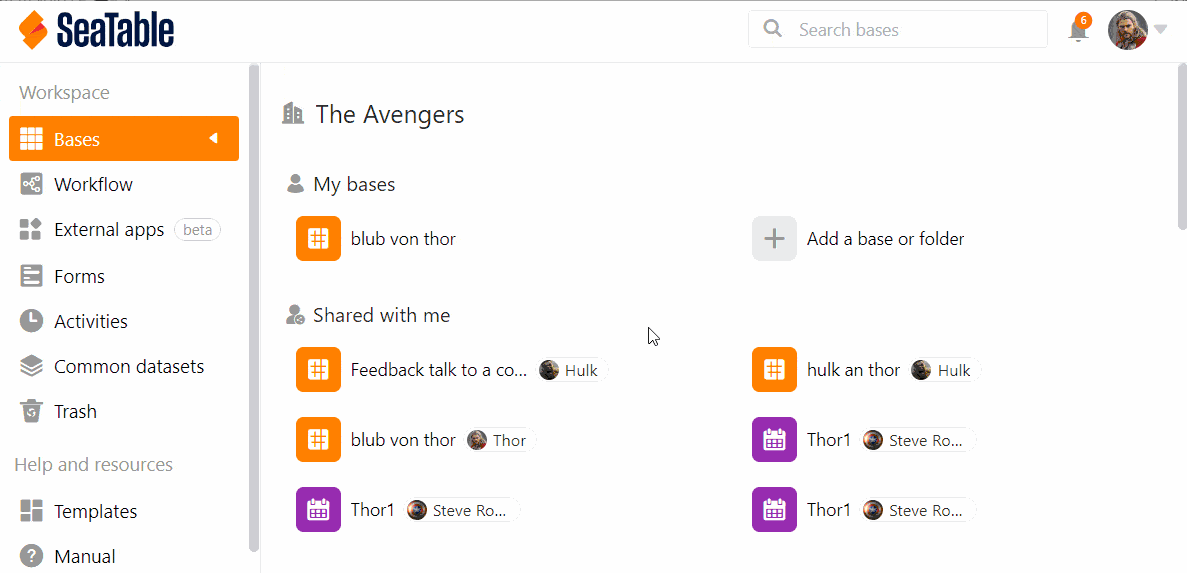 SeaTable
Search bases
6
Workspace
Bases
Workflow
External apps beta
Forms
Activities
Common datasets
Trash
Help and resources
Templates
Manual
The Avengers
My bases
blub von thor
Add a base or folder
Shared with me
Feedback talk to a co... Hulk
hulk an thor Hulk
blub von thor Thor
Thor1 Steve Ro...
Thor1 Steve Ro...
Thor1 Steve Ro...